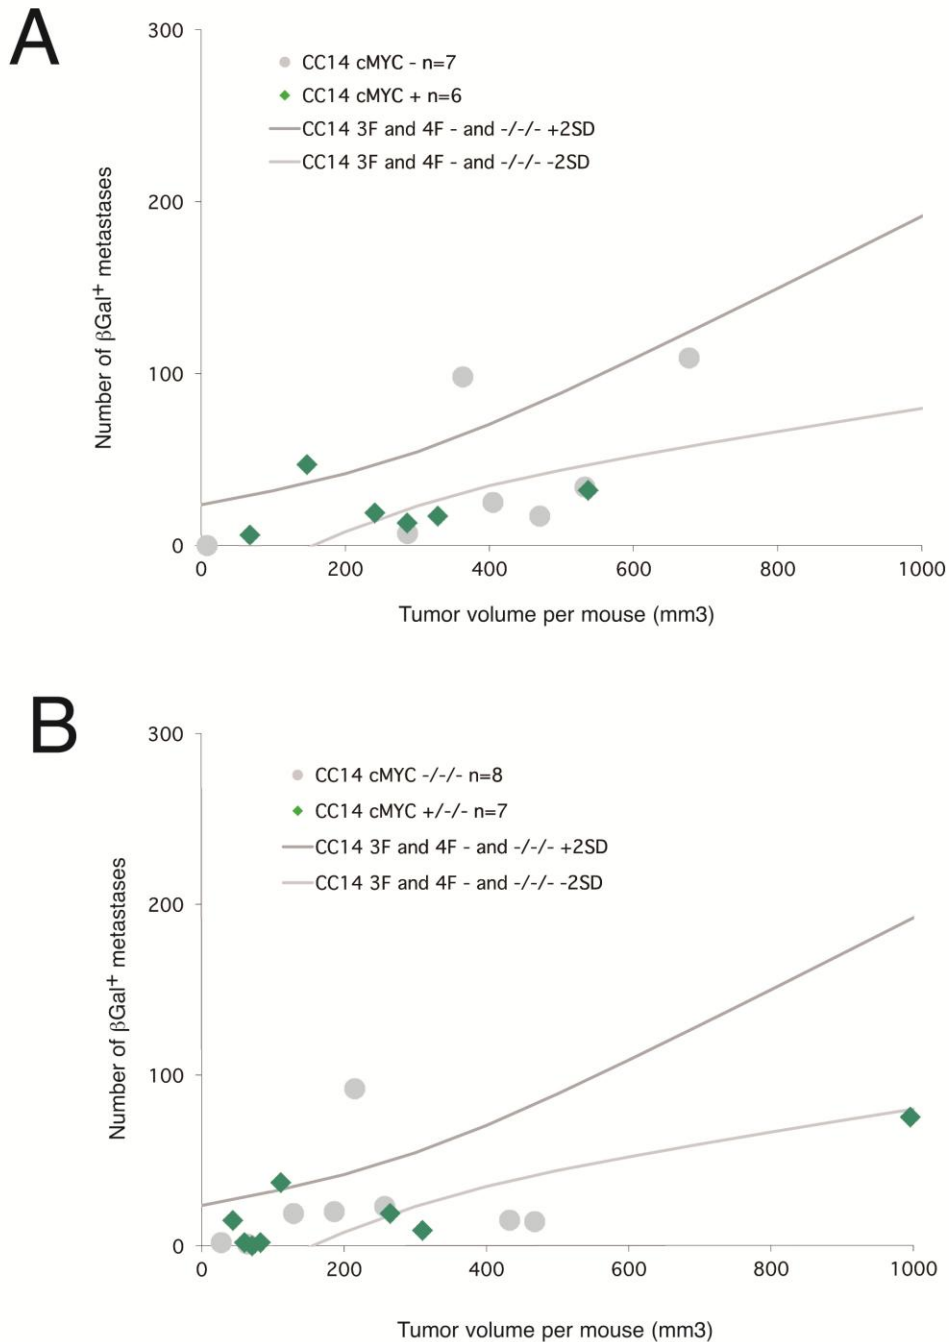 A
300
CC14 cMYC - n=7
CC14 cMYC + n=6
CC14 3F and 4F - and -/-/- +2SD
CC14 3F and 4F - and -/-/- -2SD
200
100
0
Number of βGal+ metastases
0 200 400 600 800 1000
Tumor volume per mouse (mm3)
B
300
CC14 cMYC -/-/- n=8
CC14 cMYC +/-/- n=7
CC14 3F and 4F - and -/-/- +2SD
CC14 3F and 4F - and -/-/- -2SD
200
100
0
Number of βGal+ metastases
0 200 400 600 800 1000
Tumor volume per mouse (mm3)